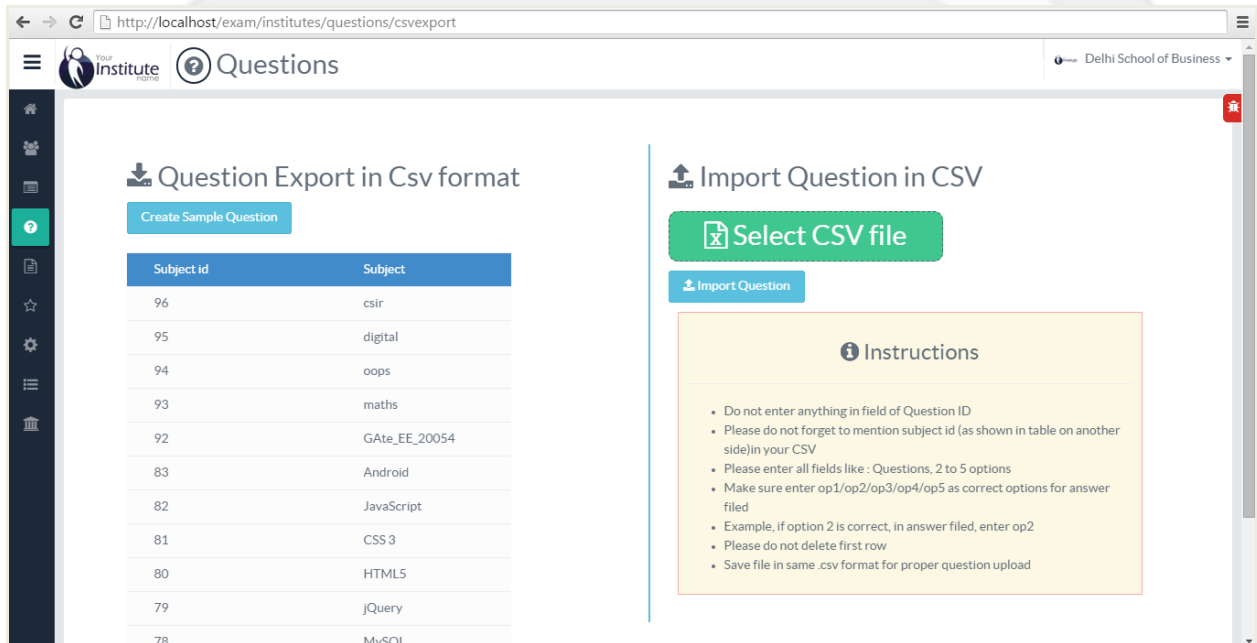 http://localhost/exam/institutes/questions/csvexport
Your
Institute
name
Questions
Delhi School of Business
Question Export in Csv format
Create Sample Question
Subject id Subject
96 csir
95 digital
94 oops
93 maths
92 GAte_EE_20054
83 Android
82 JavaScript
81 CSS 3
80 HTML5
79 jQuery
78 MySQL
Import Question in CSV
Select CSV file
Import Question
Instructions
Do not enter anything in field of Question ID
Please do not forget to mention subject id (as shown in table on another
side)in your CSV
Please enter all fields like : Questions, 2 to 5 options
Make sure enter op1/op2/op3/op4/op5 as correct options for answer
filed
Example, if option 2 is correct, in answer filed, enter op2
Please do not delete first row
Save file in same .csv format for proper question upload